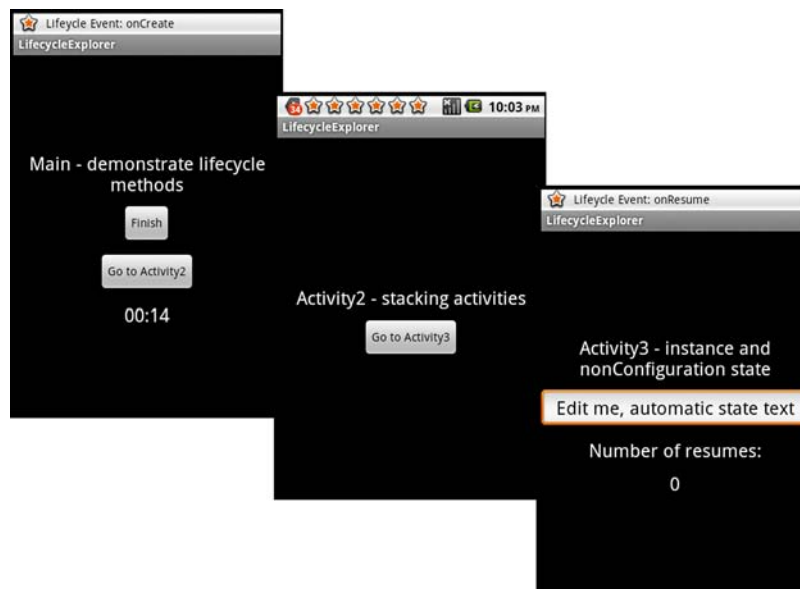 Lifeycle Event: onCreate
LifecycleExplorer
Main - demonstrate lifecycle
methods
Finish
Go to Activity2
00:14
34
10:03 PM
LifecycleExplorer
Activity2 - stacking activities
Go to Activity3
Lifeycle Event: onResume
LifecycleExplorer
Activity3 - instance and
nonConfiguration state
Edit me, automatic state text
Number of resumes:
0